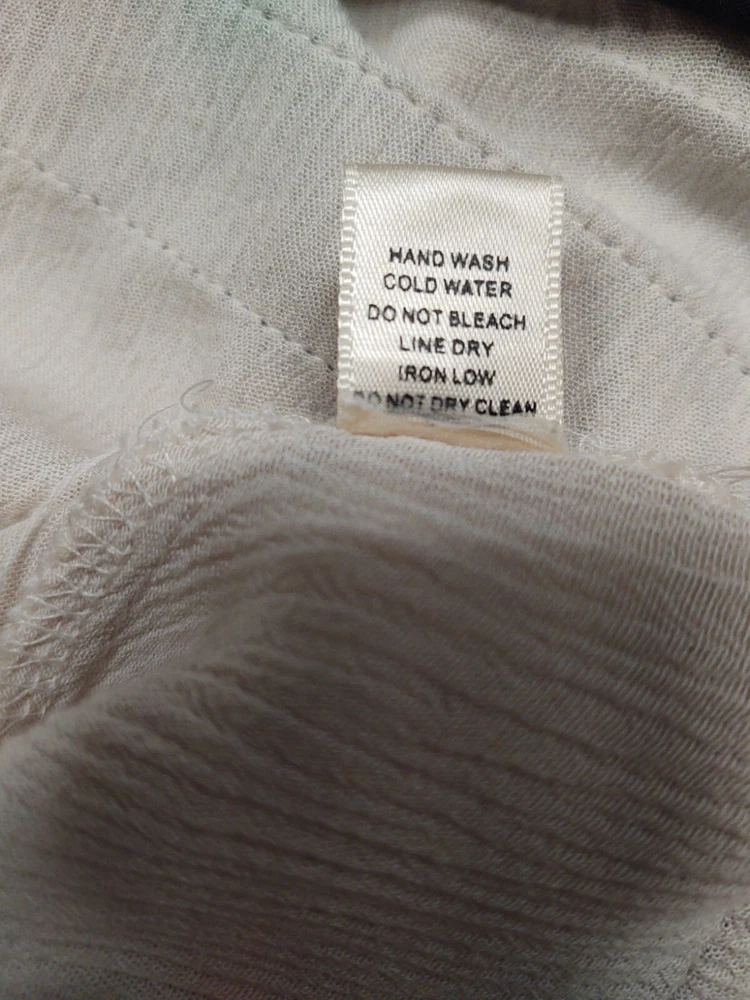 HAND WASH
COLD WATER
DO NOT BLEACH
LINE DRY
IRON LOW
DO NOT DRY CLEAN